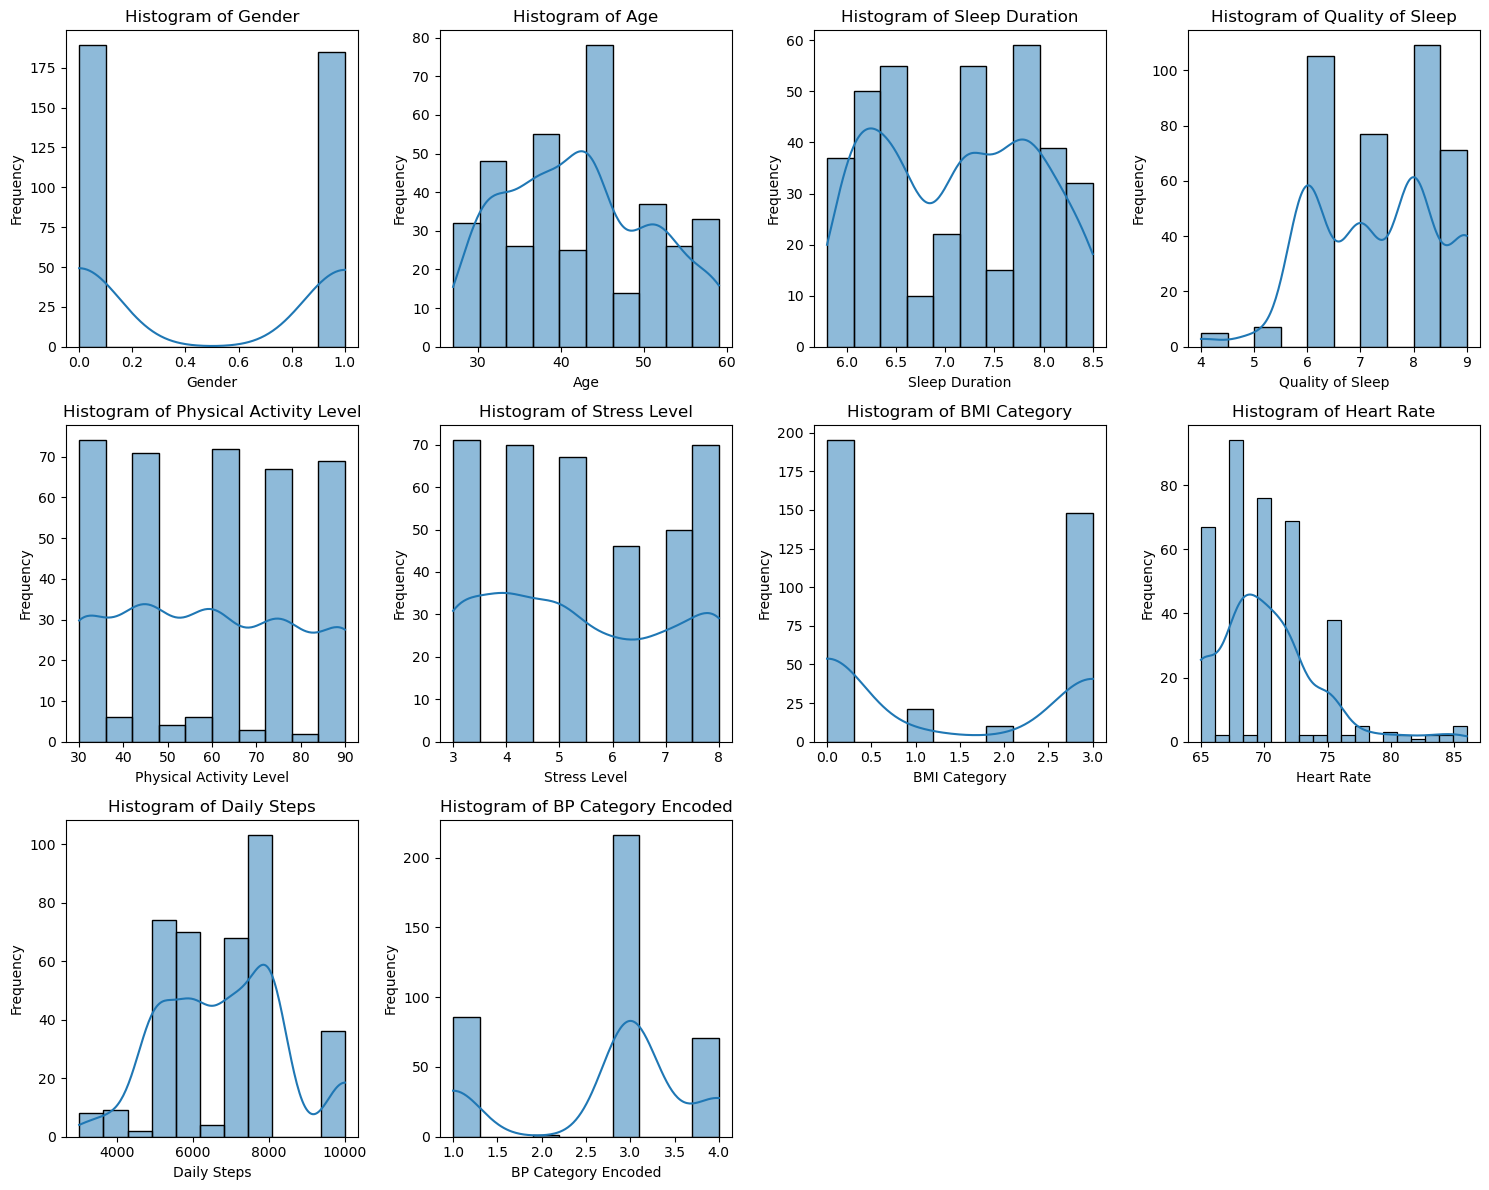 Histogram of Gender
175
150
125
100
75
50
25
0
Frequency
0.0 0.2 0.4 0.6 0.8 1.0
Gender
Histogram of Age
80
70
60
50
40
30
20
10
0
Frequency
30 40 50 60
Age
Histogram of Sleep Duration
60
50
40
30
20
10
0
Frequency
6.0 6.5 7.0 7.5 8.0 8.5
Sleep Duration
Histogram of Quality of Sleep
100
80
60
40
20
0
Frequency
4 5 6 7 8 9
Quality of Sleep
Histogram of Physical Activity Level
70
60
50
40
30
20
10
0
Frequency
30 40 50 60 70 80 90
Physical Activity Level
Histogram of Stress Level
70
60
50
40
30
20
10
0
Frequency
3 4 5 6 7 8
Stress Level
Histogram of BMI Category
200
175
150
125
100
75
50
25
0
Frequency
0.0 0.5 1.0 1.5 2.0 2.5 3.0
BMI Category
Histogram of Heart Rate
80
60
40
20
0
Frequency
65 70 75 80 85
Heart Rate
Histogram of Daily Steps
100
80
60
40
20
0
Frequency
4000 6000 8000 10000
Daily Steps
Histogram of BP Category Encoded
200
150
100
50
0
Frequency
1.0 1.5 2.0 2.5 3.0 3.5 4.0
BP Category Encoded